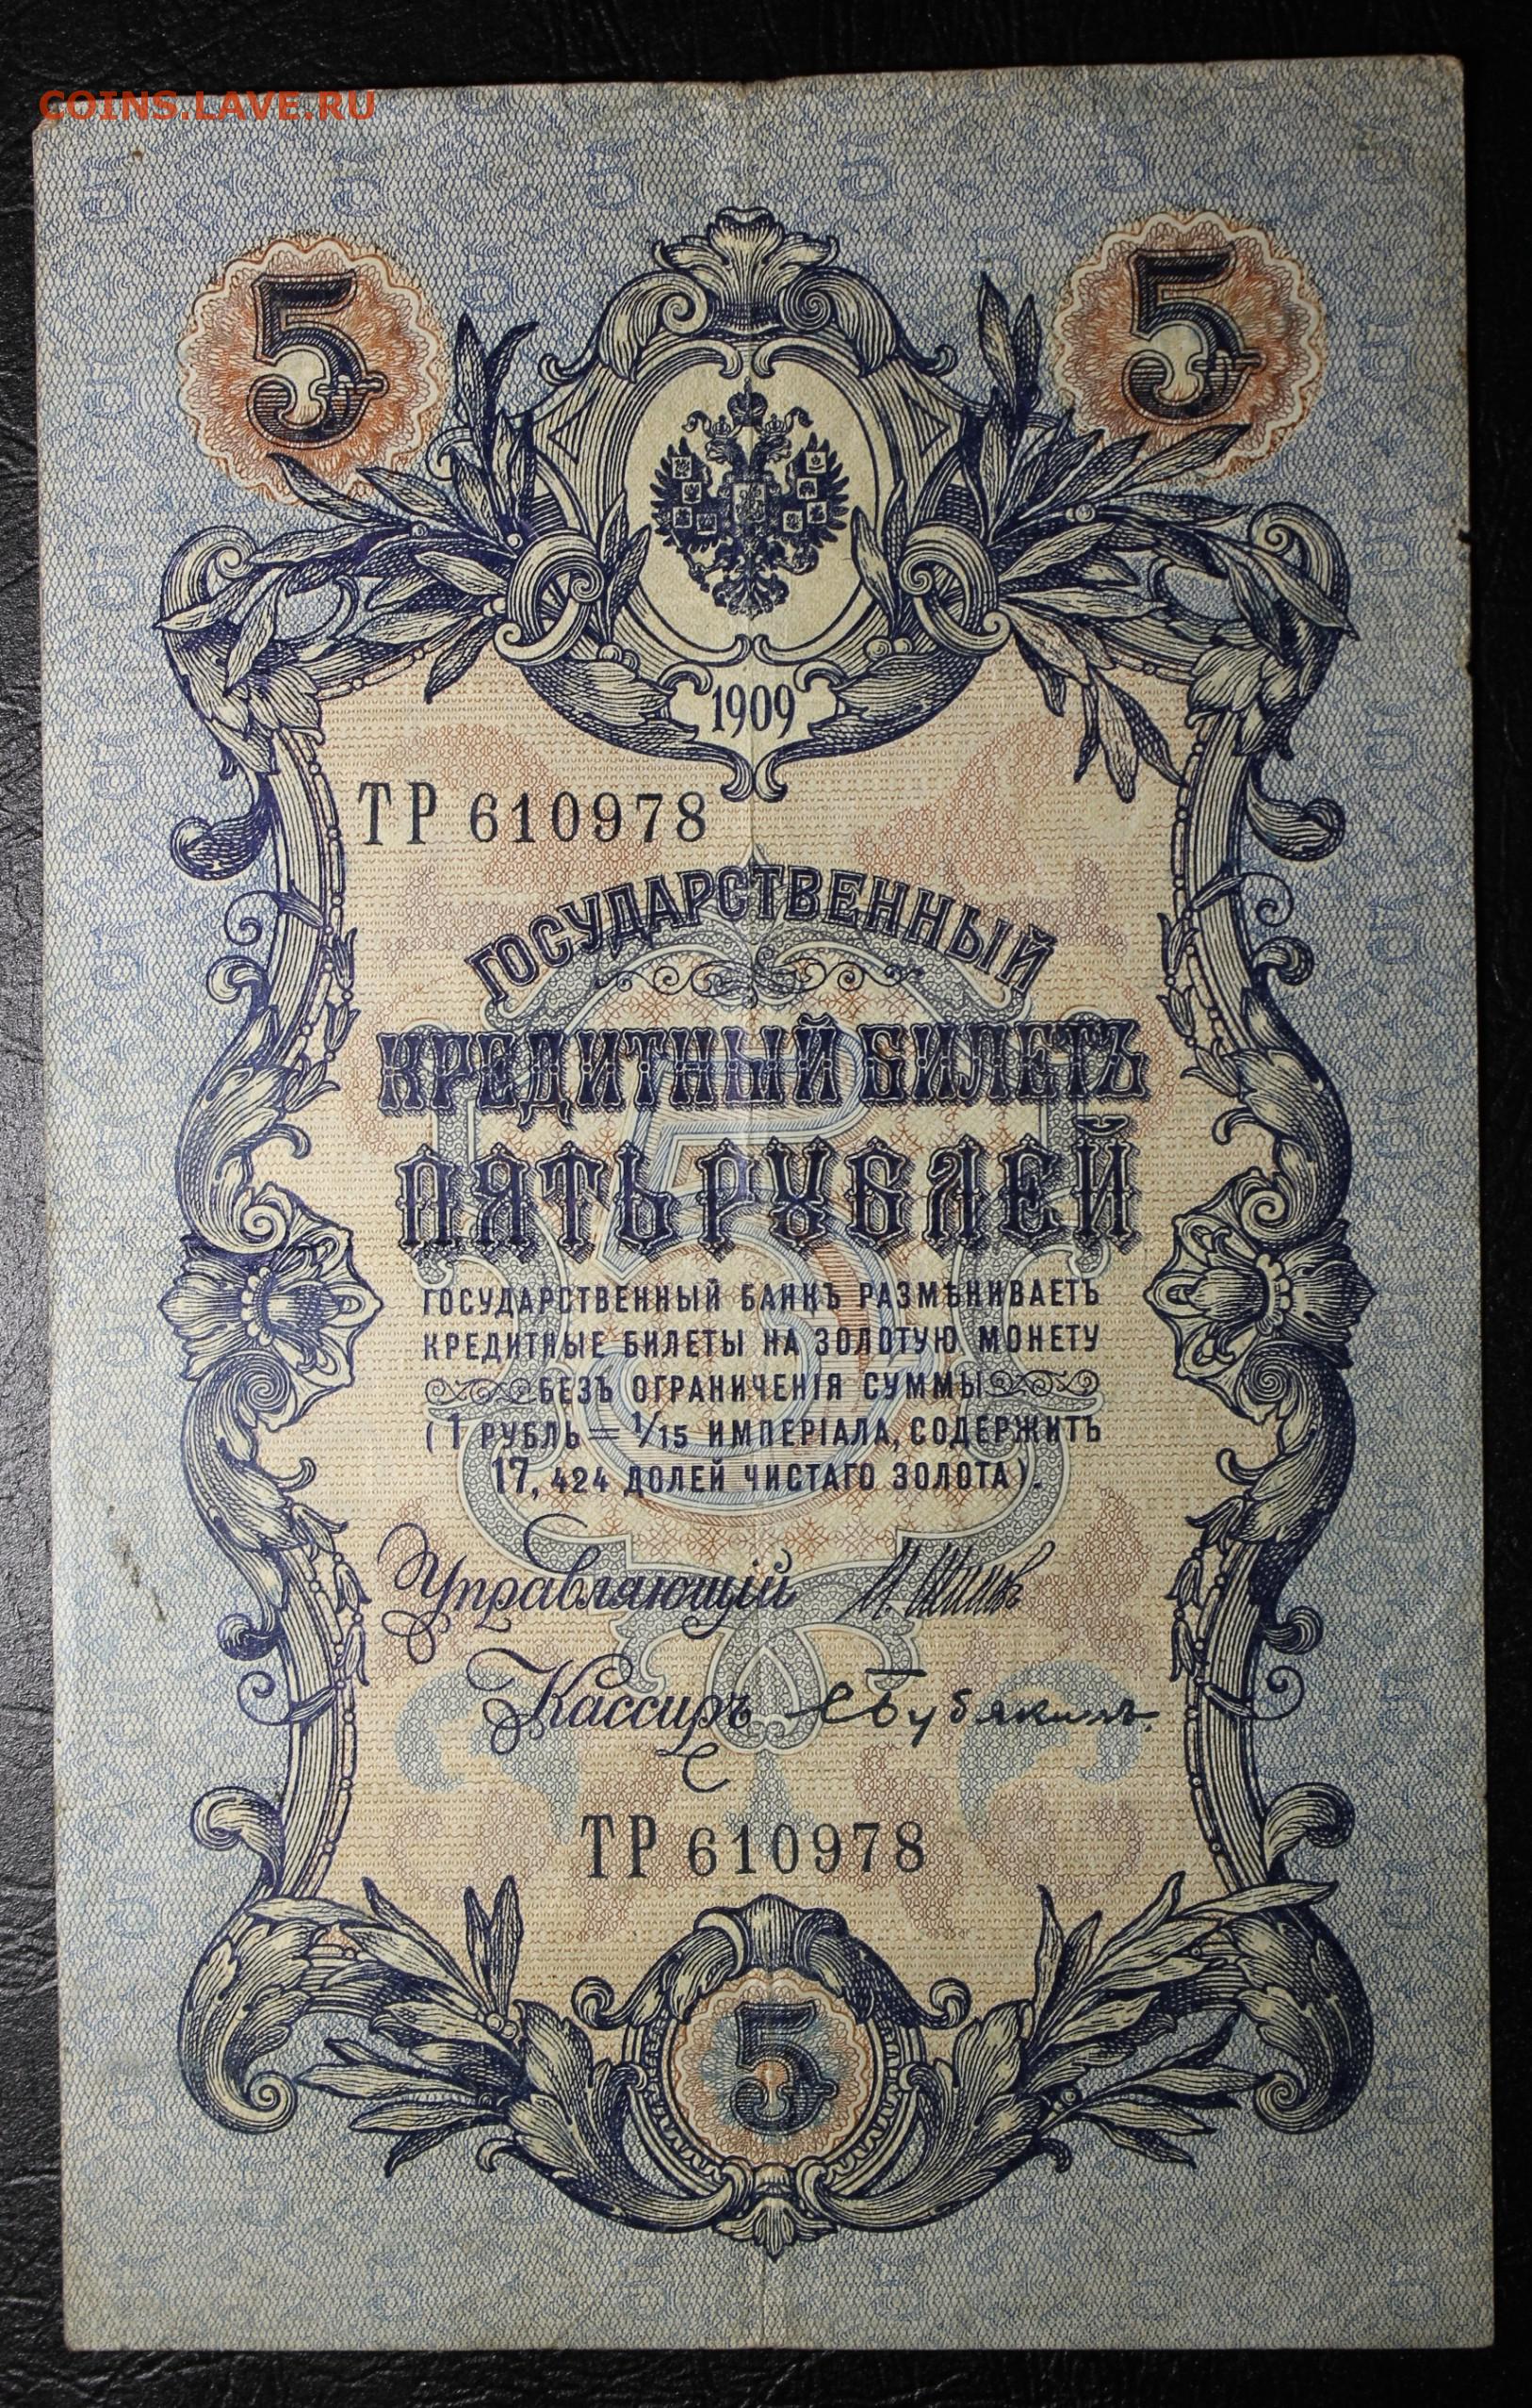 COINS.LAVE.RU
5 5
1909
ТР 610978
ГОСУДАРСТВЕННЫЙ
КРЕДИТНЫЙ БИЛЕТЪ
ПЯТЬ РУБЛЕЙ
ГОСУДАРСТВЕННЫЙ БАНКЪ РАЗМѢНИВАЕТЪ
КРЕДИТНЫЕ БИЛЕТЫ НА ЗОЛОТУЮ МОНЕТУ
БЕЗЪ ОГРАНИЧЕНІЯ СУММЫ
(1 РУБЛЬ = 1/15 ИМПЕРІАЛА, СОДЕРЖИТЪ
17,424 ДОЛЕЙ ЧИСТАГО ЗОЛОТА).
Управляющій И. Шиповъ
Кассиръ С Бубякинъ.
ТР 610978
5